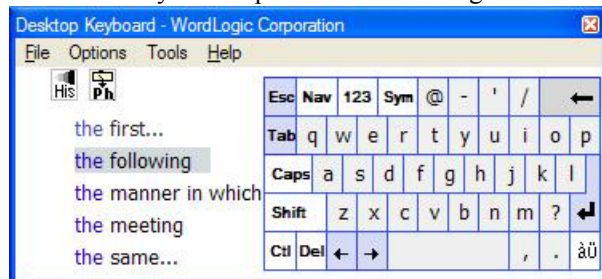 Desktop Keyboard - WordLogic Corporation
File Options Tools Help
His Ph
the first...
the following
the manner in which
the meeting
the same...
Esc Nav 123 Sym @ - ' / ←
Tab q w e r t y u i o p
Caps a s d f g h j k l
Shift z x c v b n m ? ↵
Ctl Del ← → , . àü